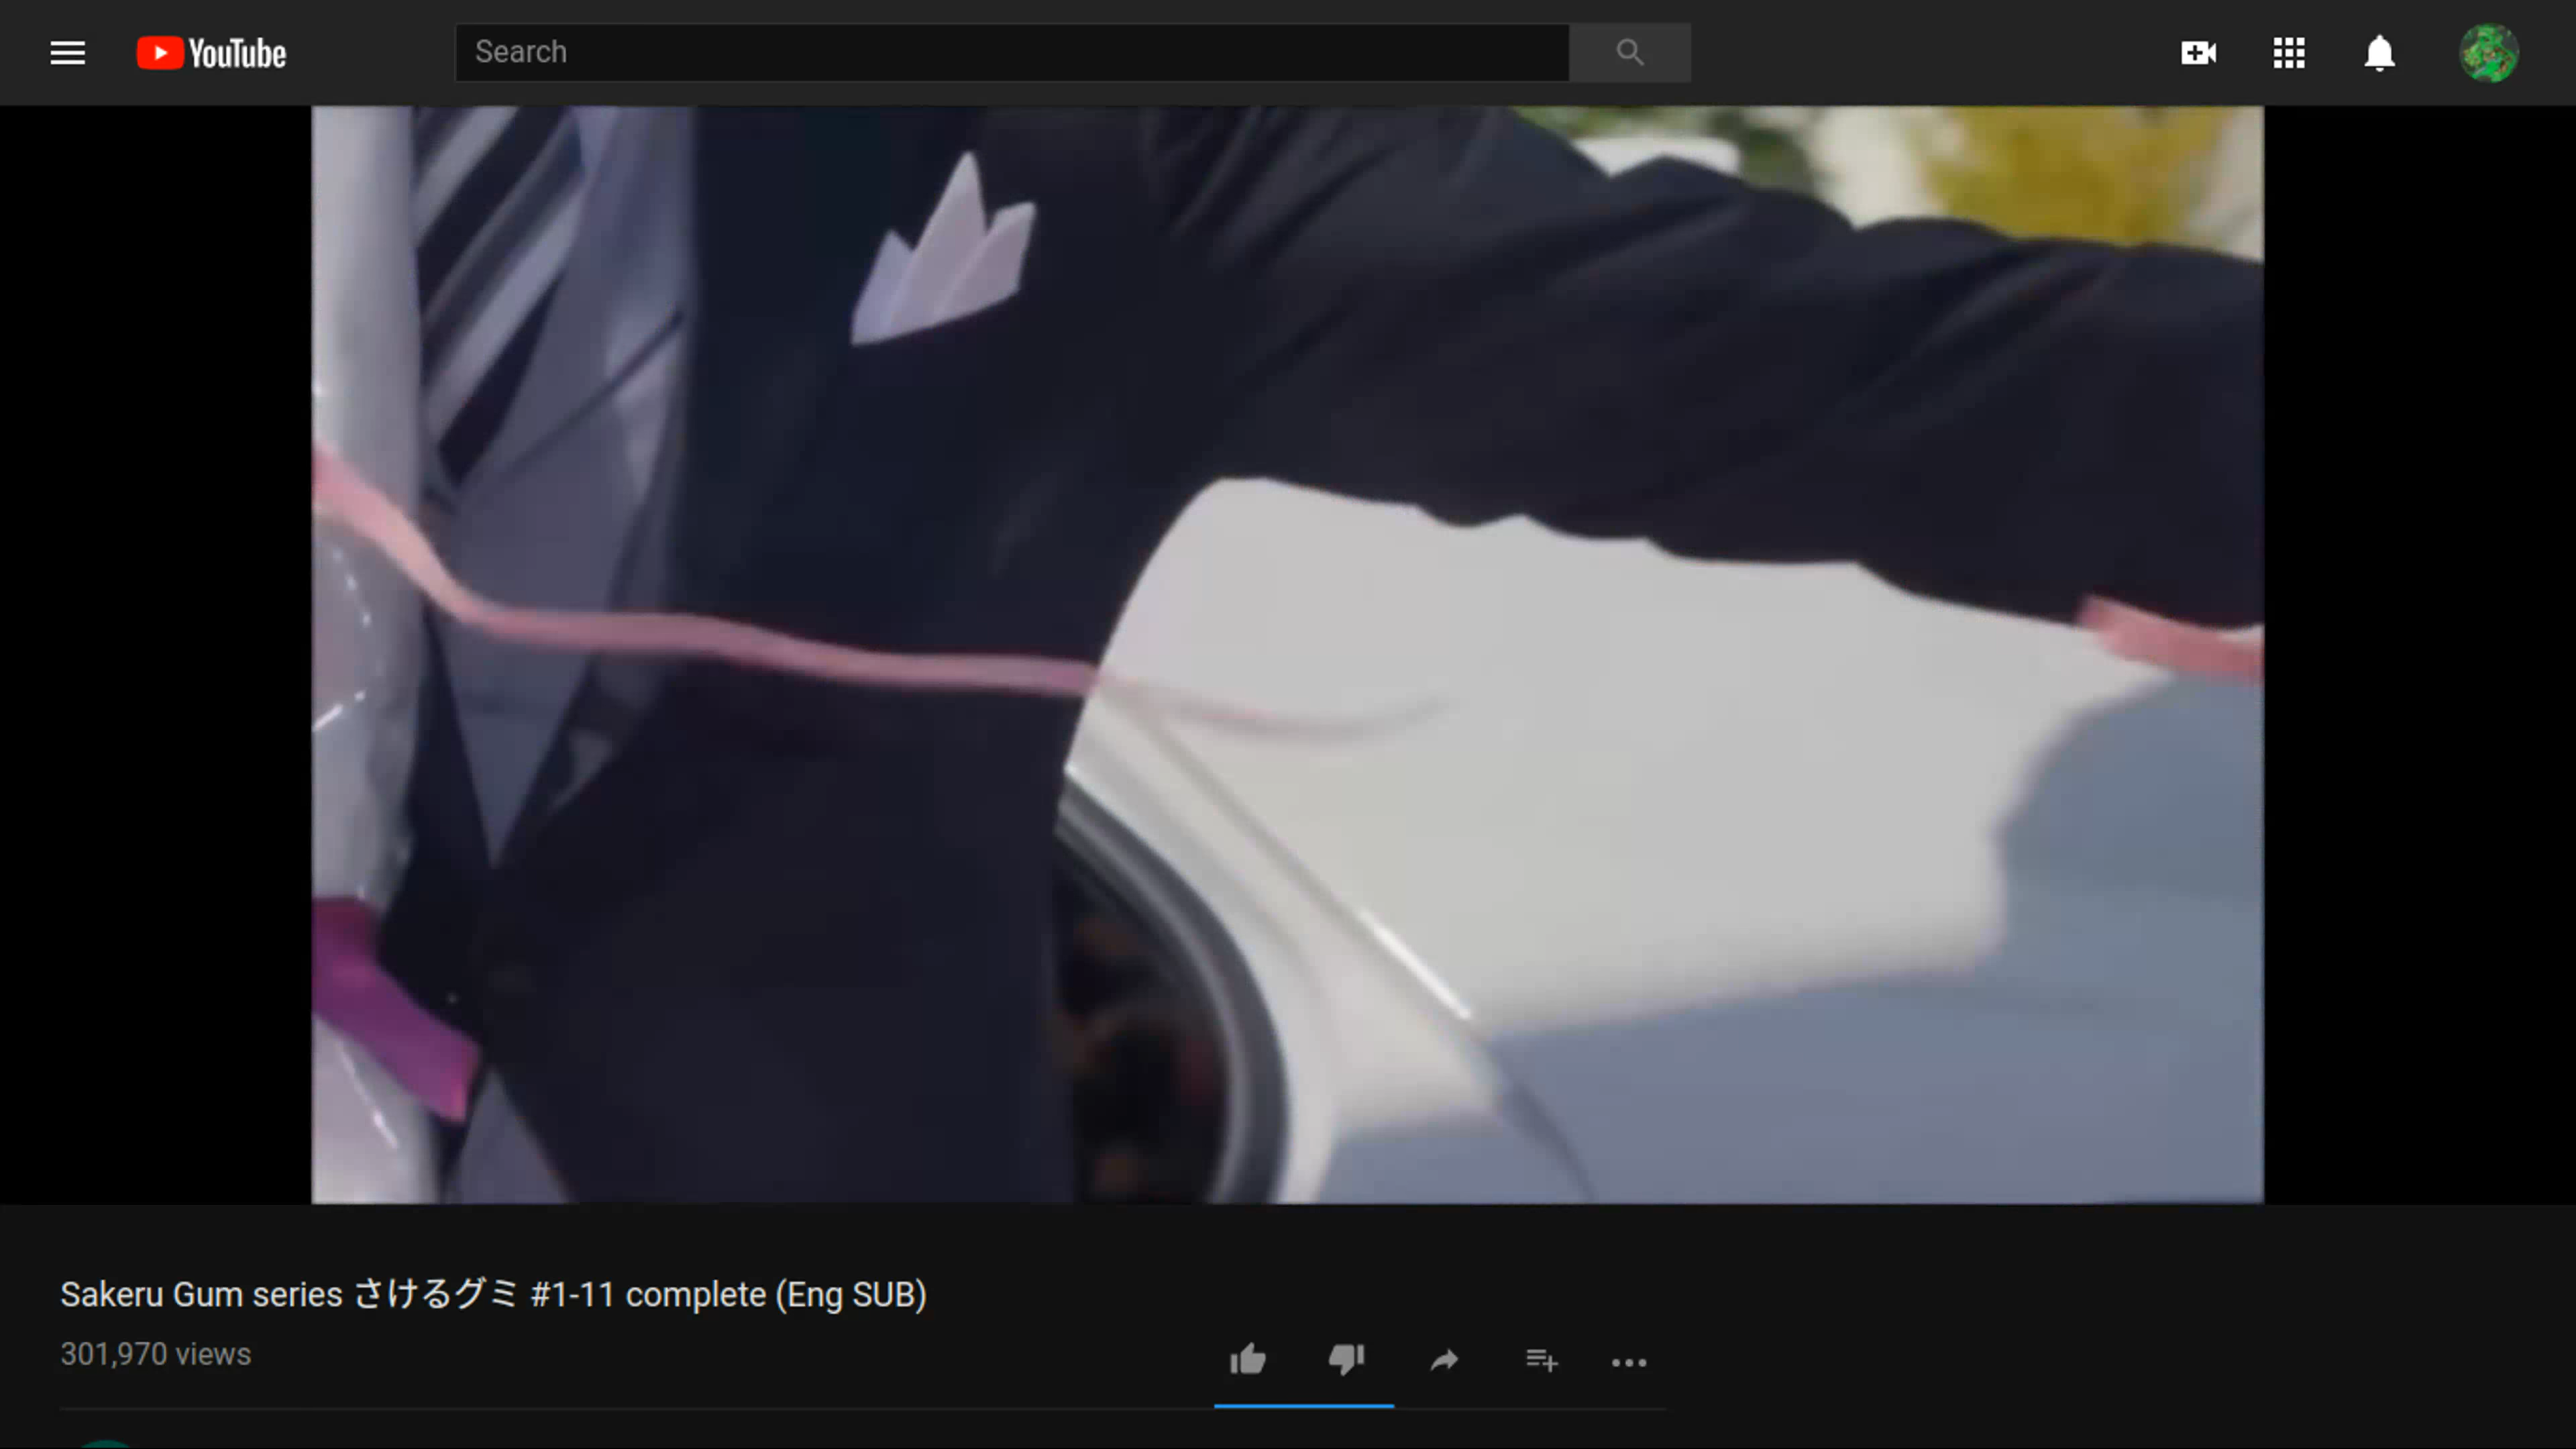 YouTube
Search
Sakeru Gum series さけるグミ #1-11 complete (Eng SUB)
301,970 views